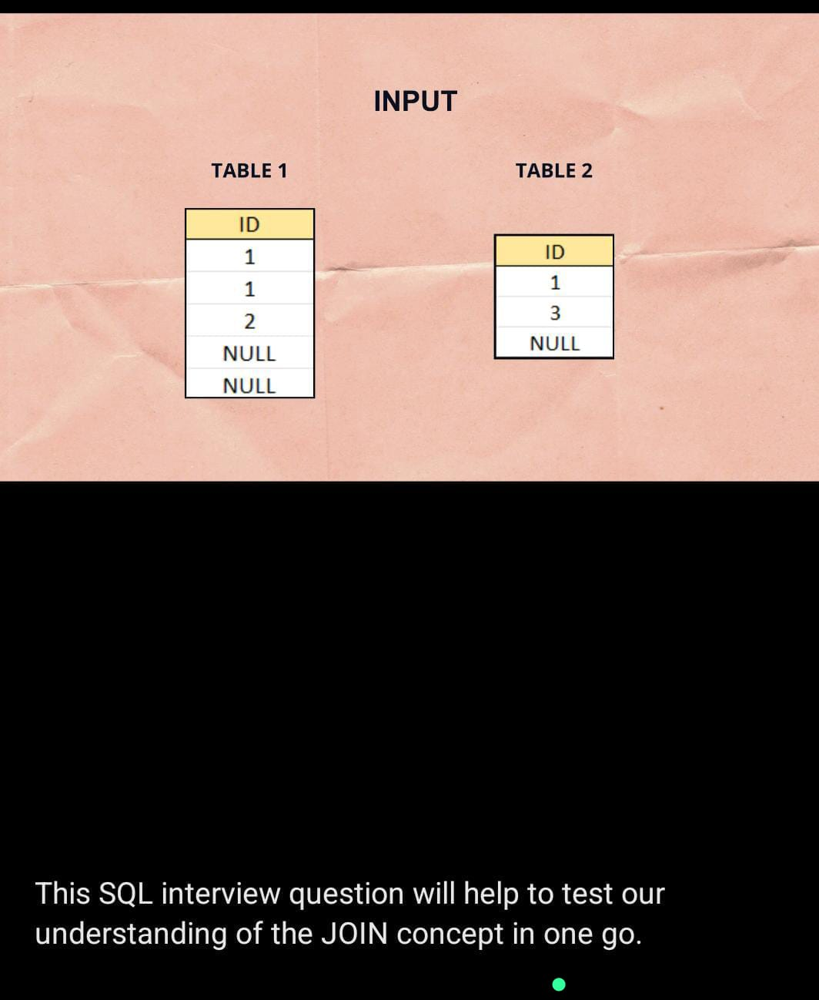 INPUT
TABLE 1
TABLE 2
ID
1
1
2
NULL
NULL
ID
1
3
NULL
This SQL interview question will help to test our
understanding of the JOIN concept in one go.